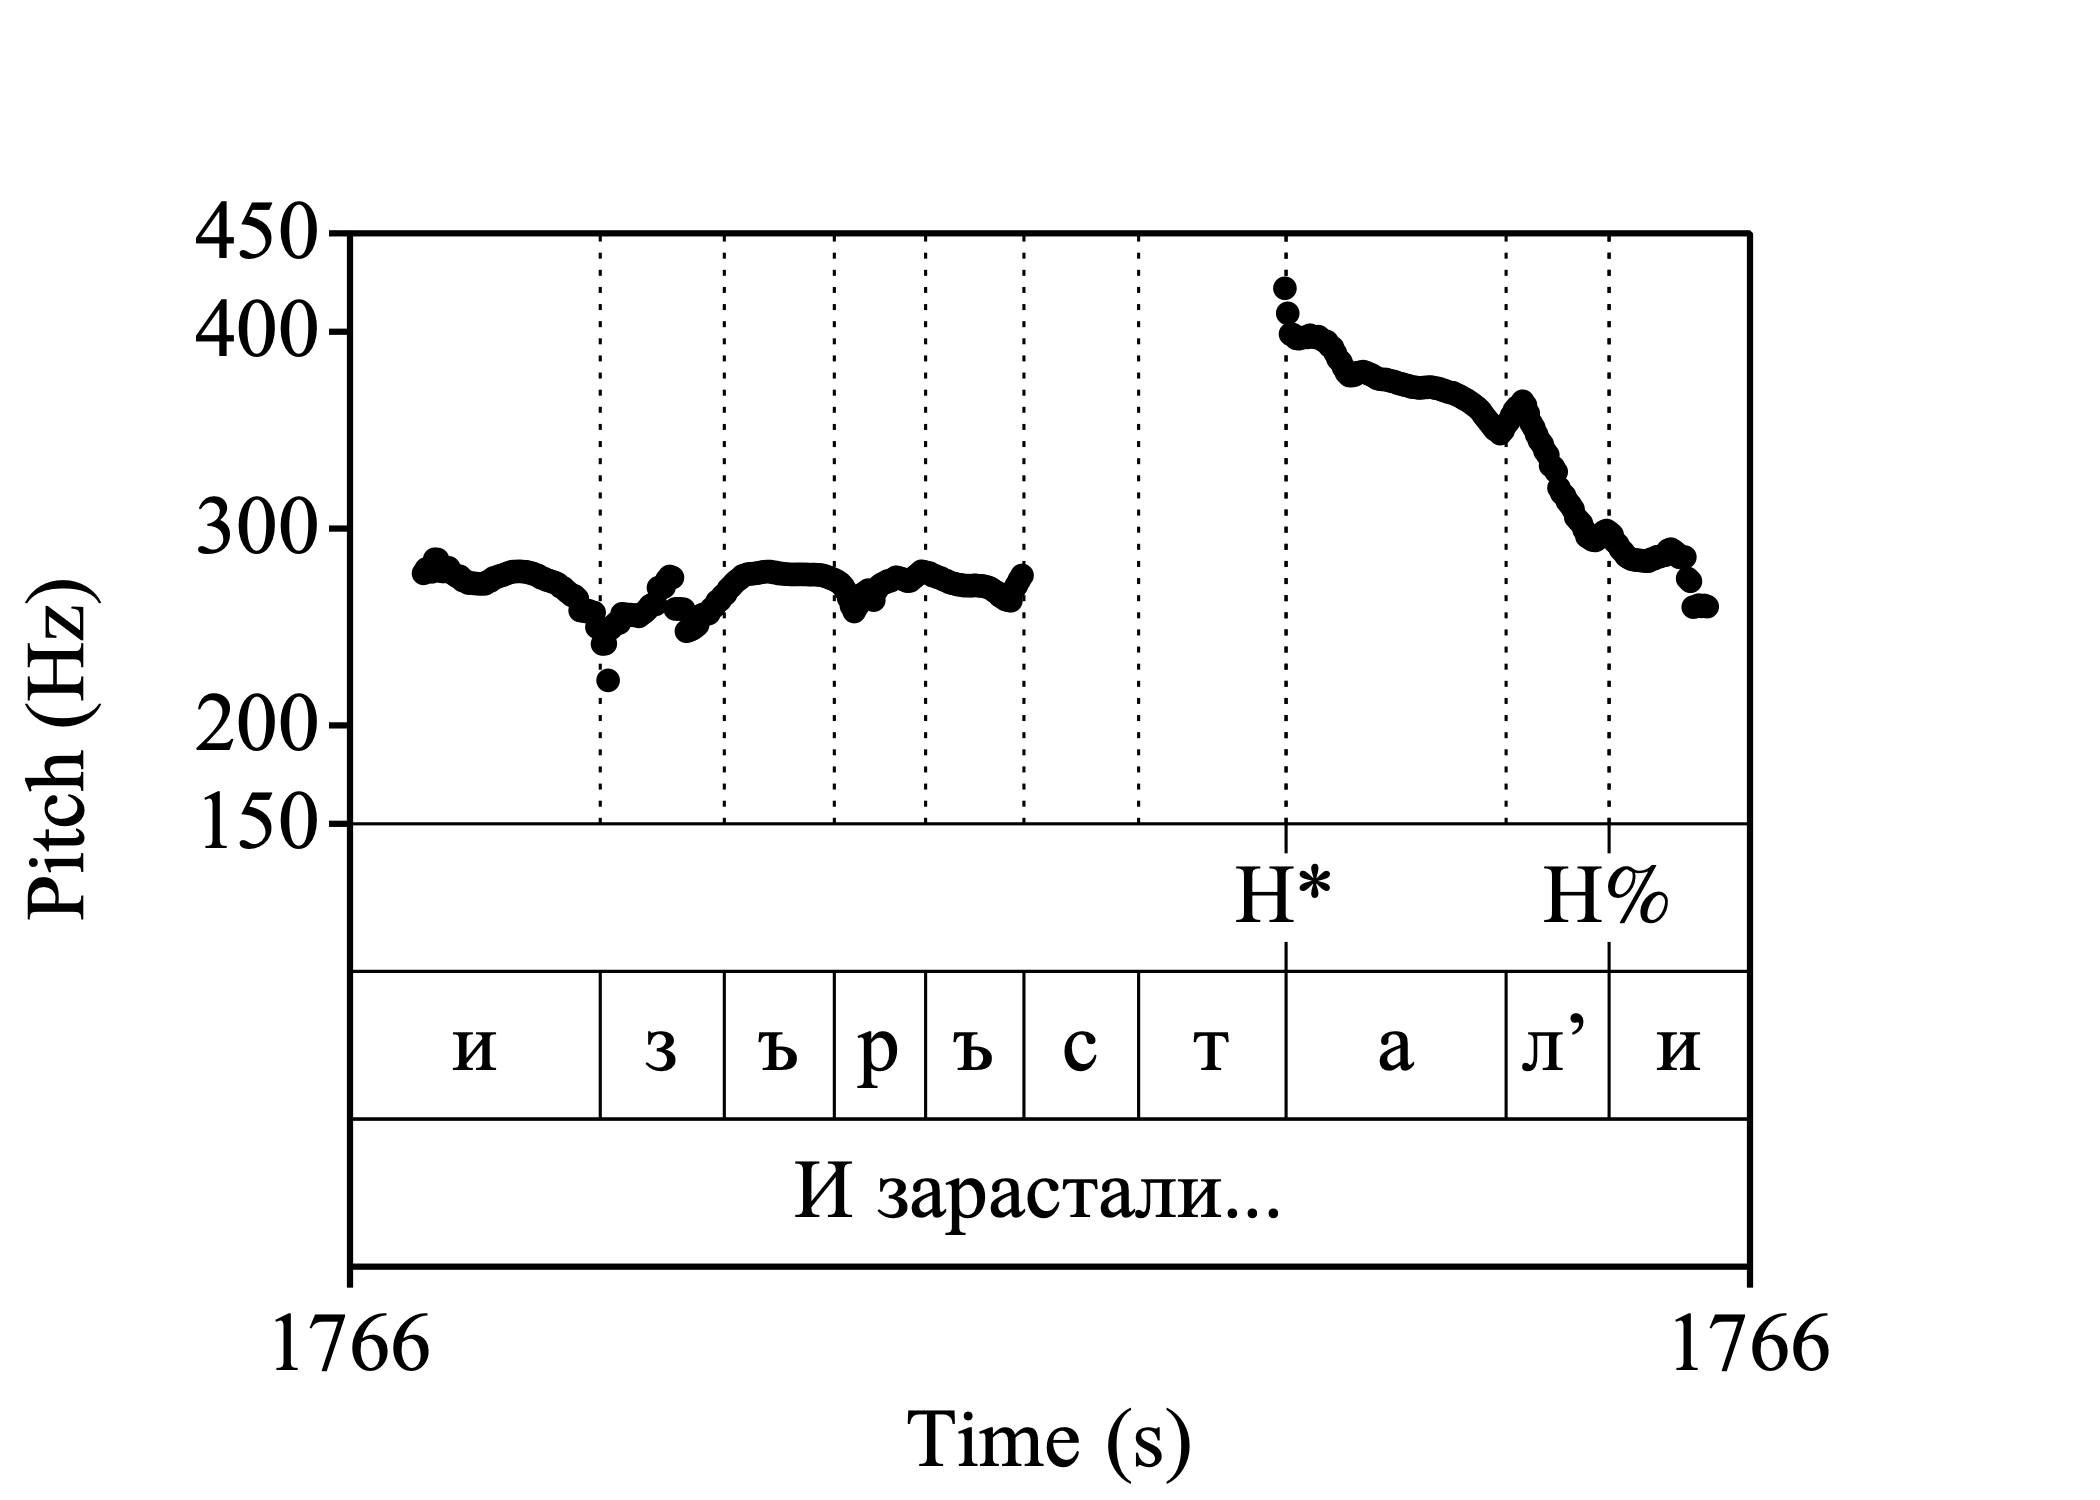 450
400
300
200
150
Pitch (Hz)
H* H%
и з ъ р ъ с т а л’ и
И зарастали...
1766 1766
Time (s)